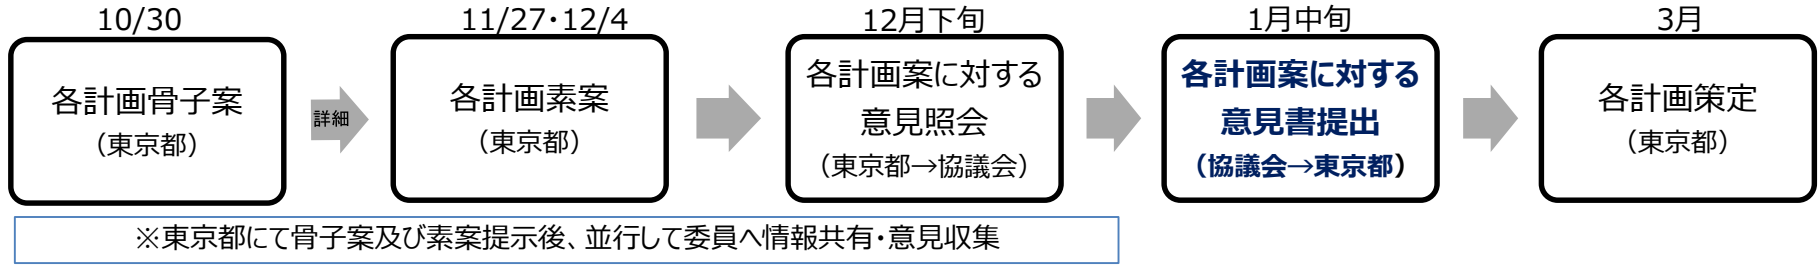 10/30
各計画骨子案
（東京都）
詳細
11/27・12/4
各計画素案
（東京都）
12月下旬
各計画案に対する
意見照会
（東京都→協議会）
1月中旬
各計画案に対する
意見書提出
（協議会→東京都）
3月
各計画策定
（東京都）
※東京都にて骨子案及び素案提示後、並行して委員へ情報共有・意見収集